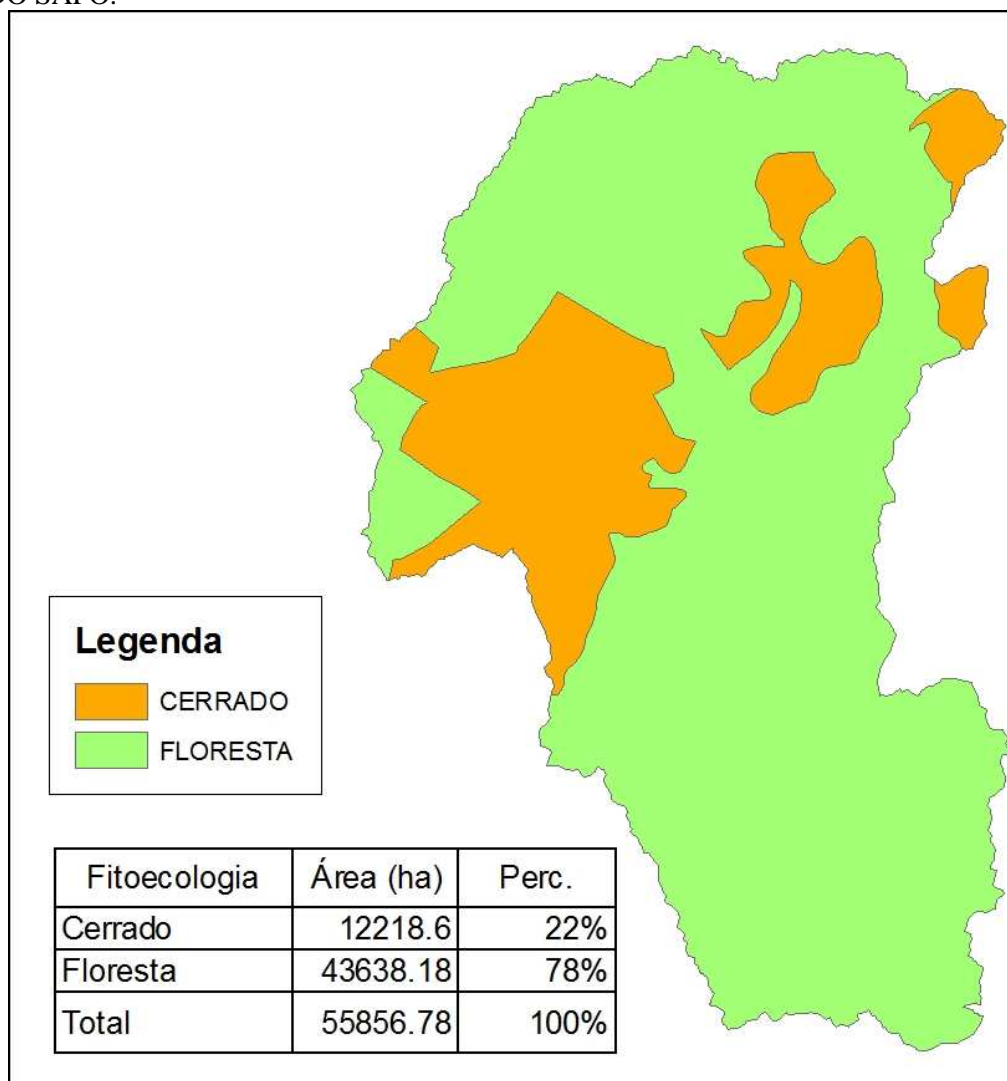 Legenda
CERRADO
FLORESTA
Fitoecologia Área (ha) Perc.
Cerrado 12218.6 22%
Floresta 43638.18 78%
Total 55856.78 100%